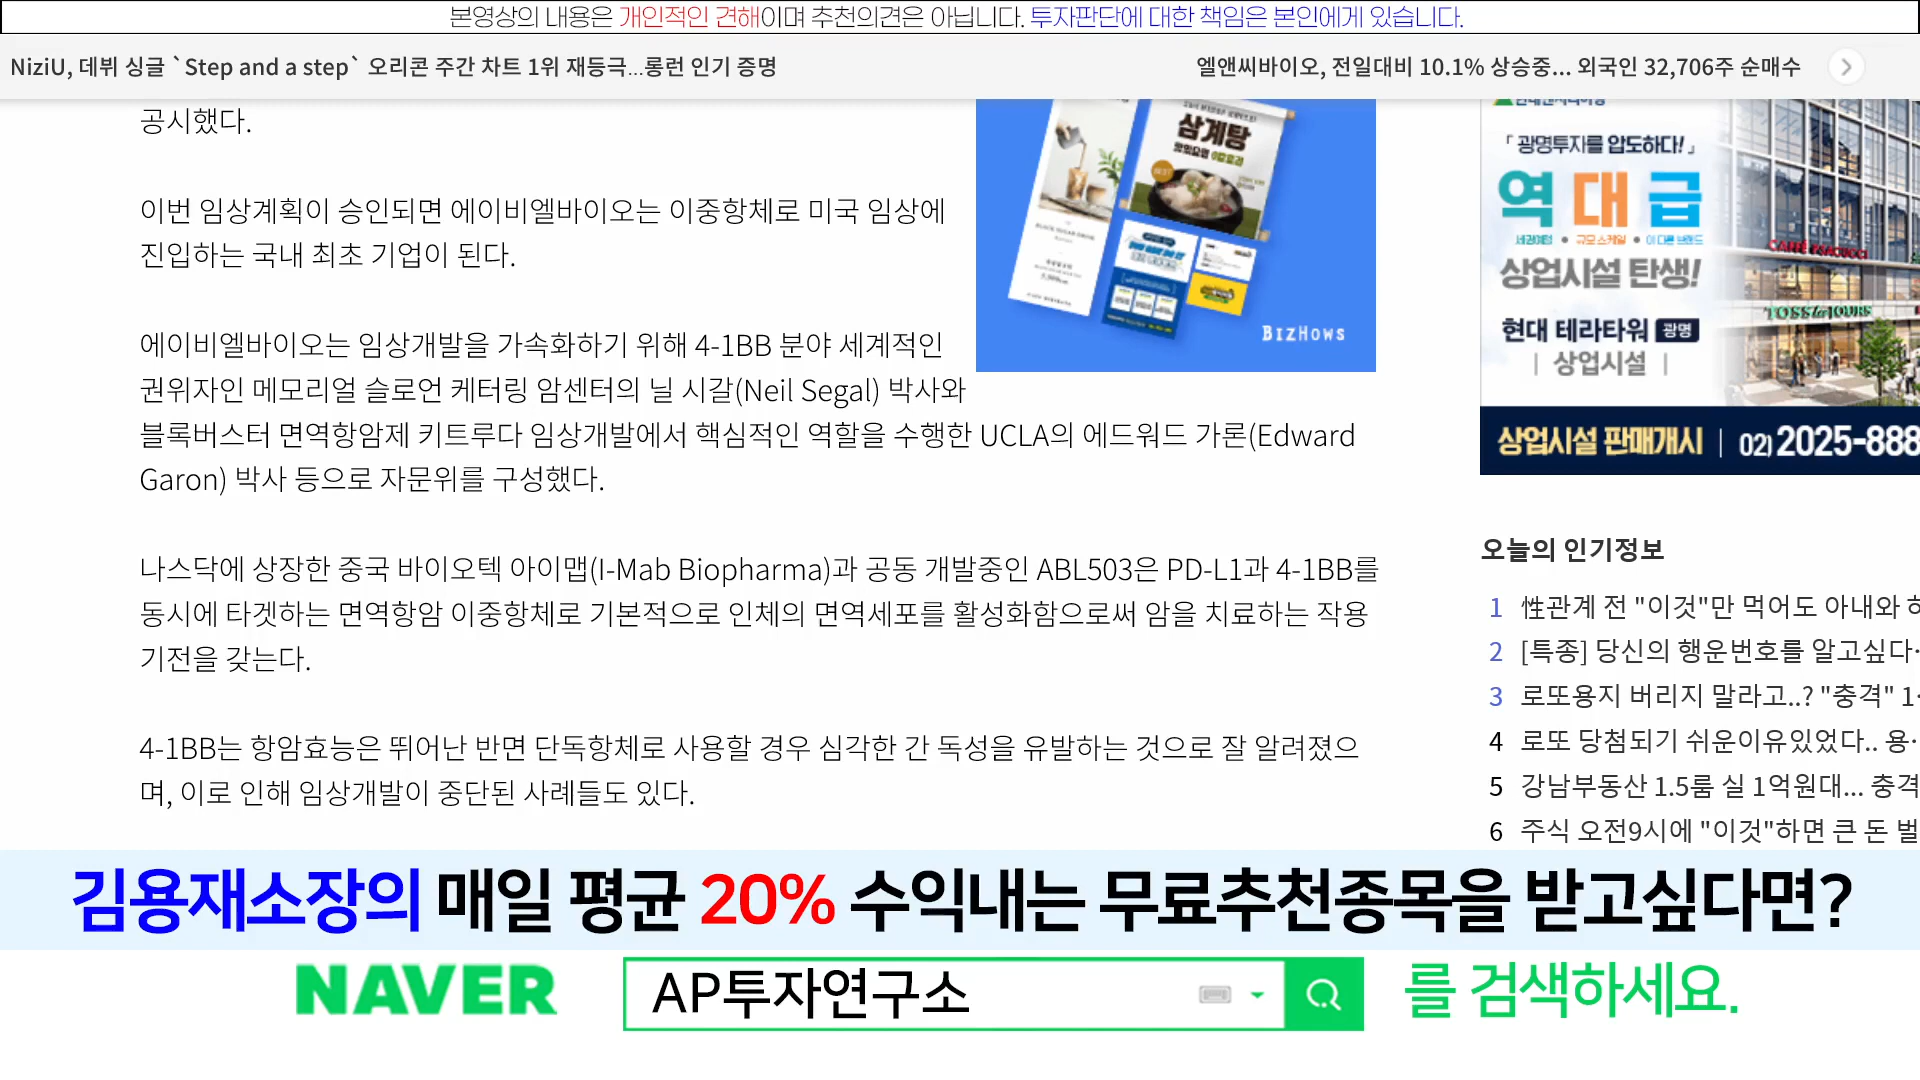 본영상의 내용은 개인적인 견해이며 추천의견은 아닙니다. 투자판단에 대한 책임은 본인에게 있습니다.
NiziU, 데뷔 싱글 `Step and a step` 오리콘 주간 차트 1위 재등극...롱런 인기 증명
엘앤씨바이오, 전일대비 10.1% 상승중... 외국인 32,706주 순매수
공시했다.
이번 임상계획이 승인되면 에이비엘바이오는 이중항체로 미국 임상에
진입하는 국내 최초 기업이 된다.
에이비엘바이오는 임상개발을 가속화하기 위해 4-1BB 분야 세계적인
권위자인 메모리얼 슬로언 케터링 암센터의 닐 시갈(Neil Segal) 박사와
블록버스터 면역항암제 키트루다 임상개발에서 핵심적인 역할을 수행한 UCLA의 에드워드 가론(Edward
Garon) 박사 등으로 자문위를 구성했다.
나스닥에 상장한 중국 바이오텍 아이맵(I-Mab Biopharma)과 공동 개발중인 ABL503은 PD-L1과 4-1BB를
동시에 타겟하는 면역항암 이중항체로 기본적으로 인체의 면역세포를 활성화함으로써 암을 치료하는 작용
기전을 갖는다.
4-1BB는 항암효능은 뛰어난 반면 단독항체로 사용할 경우 심각한 간 독성을 유발하는 것으로 잘 알려졌으
며, 이로 인해 임상개발이 중단된 사례들도 있다.
삼계탕
BIZHOWS
「광명투자를 압도하다!」
역대급
상업시설 탄생!
현대 테라타워 광명
| 상업시설 |
CAFFE PASCUCCI
TOUS les JOURS
상업시설 판매개시 | 02) 2025-888
오늘의 인기정보
1 性관계 전 "이것"만 먹어도 아내와
2 [특종] 당신의 행운번호를 알고싶다··
3 로또용지 버리지 말라고..? "충격" 1··
4 로또 당첨되기 쉬운이유있었다.. 용··
5 강남부동산 1.5룸 실 1억원대... 충격
6 주식 오전9시에 "이것"하면 큰 돈 벌
김용재소장의 매일 평균 20% 수익내는 무료추천종목을 받고싶다면?
NAVER AP투자연구소 를 검색하세요.